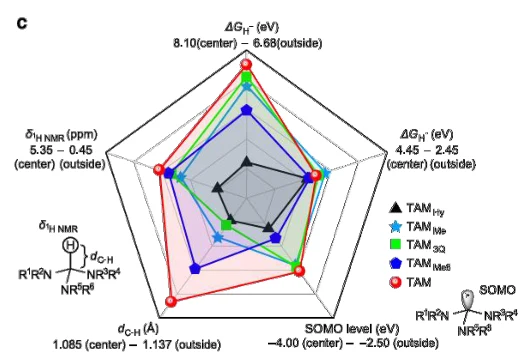 c
ΔG_H⁻ (eV)
8.10(center) – 6.68(outside)
δ¹H NMR (ppm)
5.35 – 0.45
(center) (outside)
ΔG_H· (eV)
4.45 – 2.45
(center) (outside)
TAM_Hy
TAM_Me
TAM_3Q
TAM_Me6
TAM
δ¹H NMR
H
d_C-H
R¹R²N
NR³R⁴
NR⁵R⁶
SOMO
R¹R²N
NR³R⁴
NR⁵R⁶
d_C-H (Å)
1.085 (center) – 1.137 (outside)
SOMO level (eV)
–4.00 (center) – –2.50 (outside)